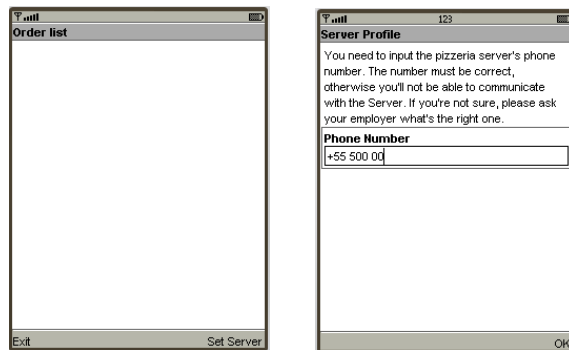 Order list
Exit Set Server
123
Server Profile
You need to input the pizzeria server's phone
number. The number must be correct,
otherwise you'll not be able to communicate
with the Server. If you're not sure, please ask
your employer what's the right one.
Phone Number
+55 500 00
OK